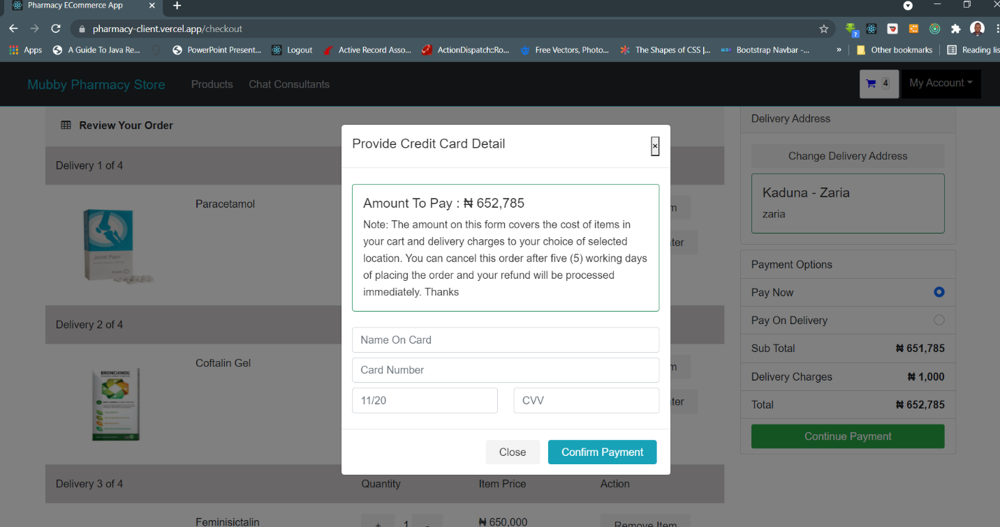 Pharmacy ECommerce App
pharmacy-client.vercel.app/checkout
Apps
A Guide To Java Re...
PowerPoint Present...
Logout
Active Record Asso...
ActionDispatch::Ro...
Free Vectors, Photo...
The Shapes of CSS |...
Bootstrap Navbar -...
»
Other bookmarks
Reading lis
Mubby Pharmacy Store
Products
Chat Consultants
4
My Account
Review Your Order
Delivery 1 of 4
Paracetamol
Joint Pain
m
ter
Delivery 2 of 4
Coftalin Gel
BRONCHINOL
m
ter
Delivery 3 of 4
Quantity
Item Price
Action
Feminisictalin
+ 1 -
₦ 650,000
Remove Item
Provide Credit Card Detail
×
Amount To Pay : ₦ 652,785
Note: The amount on this form covers the cost of items in
your cart and delivery charges to your choice of selected
location. You can cancel this order after five (5) working days
of placing the order and your refund will be processed
immediately. Thanks
Name On Card
Card Number
11/20
CVV
Close
Confirm Payment
Delivery Address
Change Delivery Address
Kaduna - Zaria
zaria
Payment Options
Pay Now
Pay On Delivery
Sub Total ₦ 651,785
Delivery Charges ₦ 1,000
Total ₦ 652,785
Continue Payment